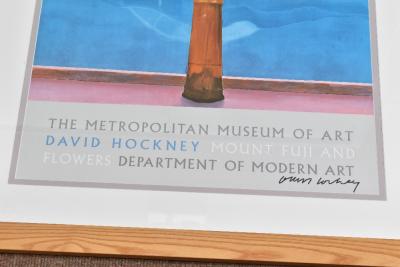 THE METROPOLITAN MUSEUM OF ART
DAVID HOCKNEY MOUNT FUJI AND
FLOWERS DEPARTMENT OF MODERN ART